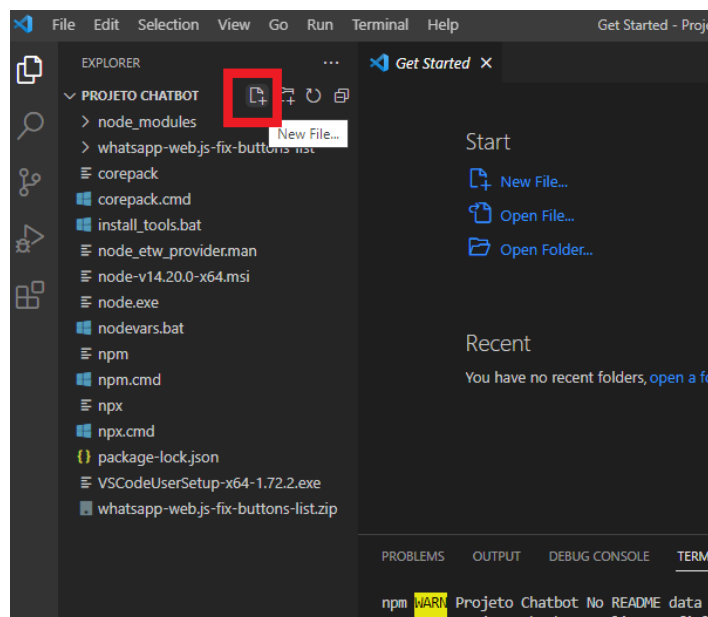 File Edit Selection View Go Run Terminal Help Get Started - Proj
EXPLORER
Get Started
PROJETO CHATBOT
New File...
node_modules
whatsapp-web.js-fix-buttons-list
corepack
corepack.cmd
install_tools.bat
node_etw_provider.man
node-v14.20.0-x64.msi
node.exe
nodevars.bat
npm
npm.cmd
npx
npx.cmd
package-lock.json
VSCodeUserSetup-x64-1.72.2.exe
whatsapp-web.js-fix-buttons-list.zip
Start
New File...
Open File...
Open Folder...
Recent
You have no recent folders, open a fo
PROBLEMS OUTPUT DEBUG CONSOLE TERM
npm WARN Projeto Chatbot No README data